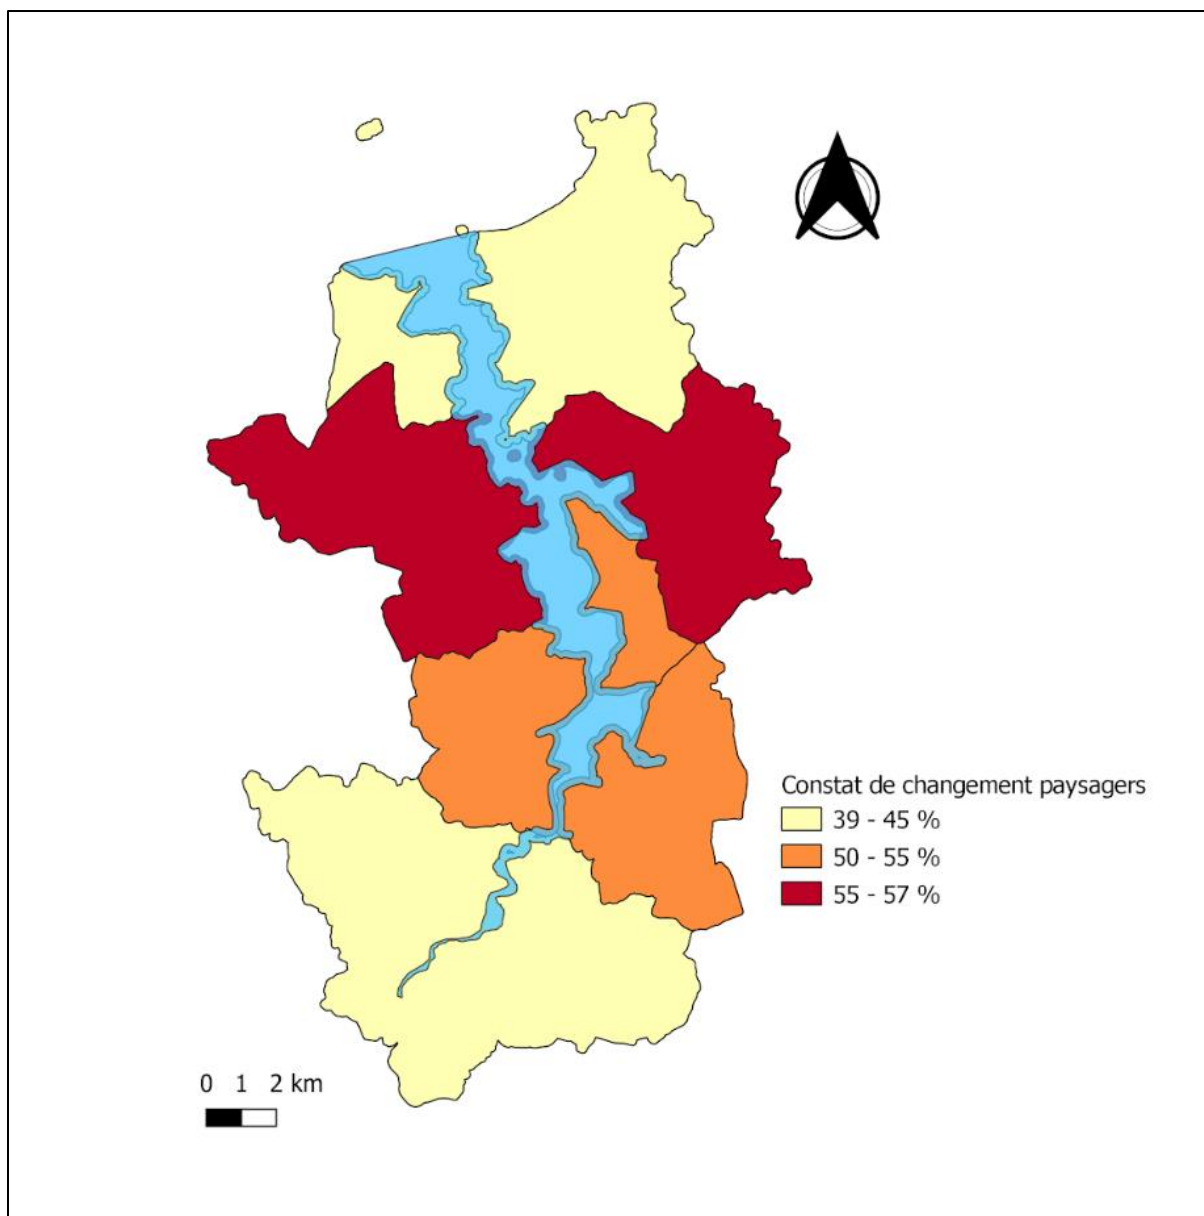 Constat de changement paysagers
39 - 45 %
50 - 55 %
55 - 57 %
0 1 2 km